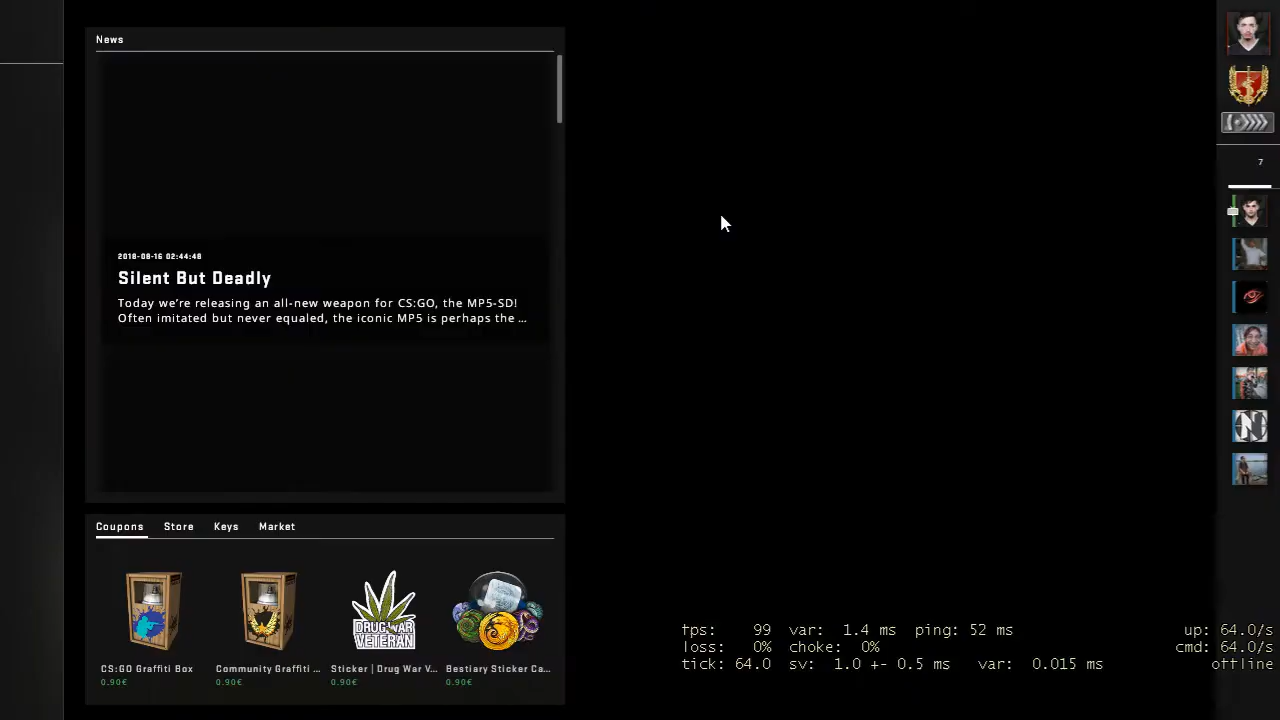 News
2018-08-16 02:44:48
Silent But Deadly
Today we're releasing an all-new weapon for CS:GO, the MP5-SD!
Often imitated but never equaled, the iconic MP5 is perhaps the ...
7
Coupons Store Keys Market
DRUG WAR
VETERAN
CS:GO Graffiti Box Community Graffiti ... Sticker | Drug War V... Bestiary Sticker Ca...
0.90€ 0.90€ 0.90€ 0.90€
fps: 99 var: 1.4 ms ping: 52 ms up: 64.0/s
loss: 0% choke: 0% cmd: 64.0/s
tick: 64.0 sv: 1.0 +- 0.5 ms var: 0.015 ms offline